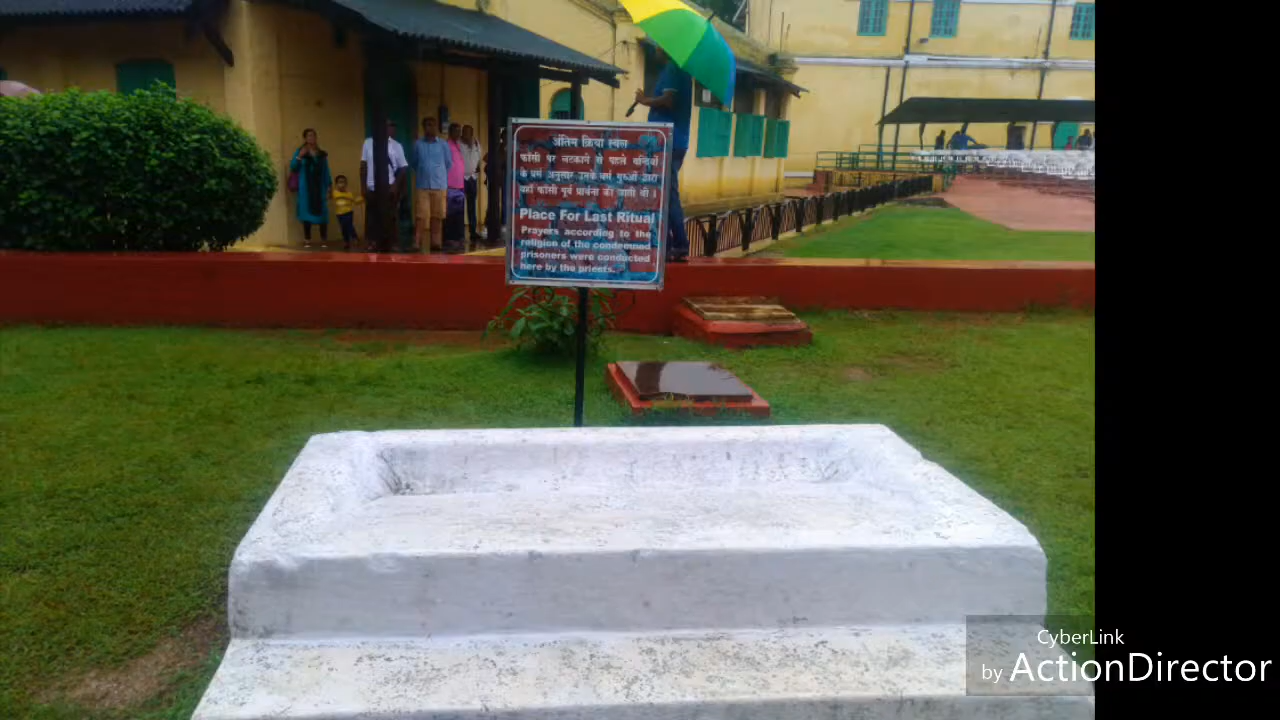 अंतिम क्रिया स्थल
फाँसी पर लटकाने से पहले बन्दियों
के धर्म अनुसार उनके धर्म गुरुओं द्वारा
यहाँ फाँसी पूर्व प्रार्थना की जाती थी ।
Place For Last Ritual
Prayers according to the
religion of the condemned
prisoners were conducted
here by the priests.
CyberLink
by ActionDirector